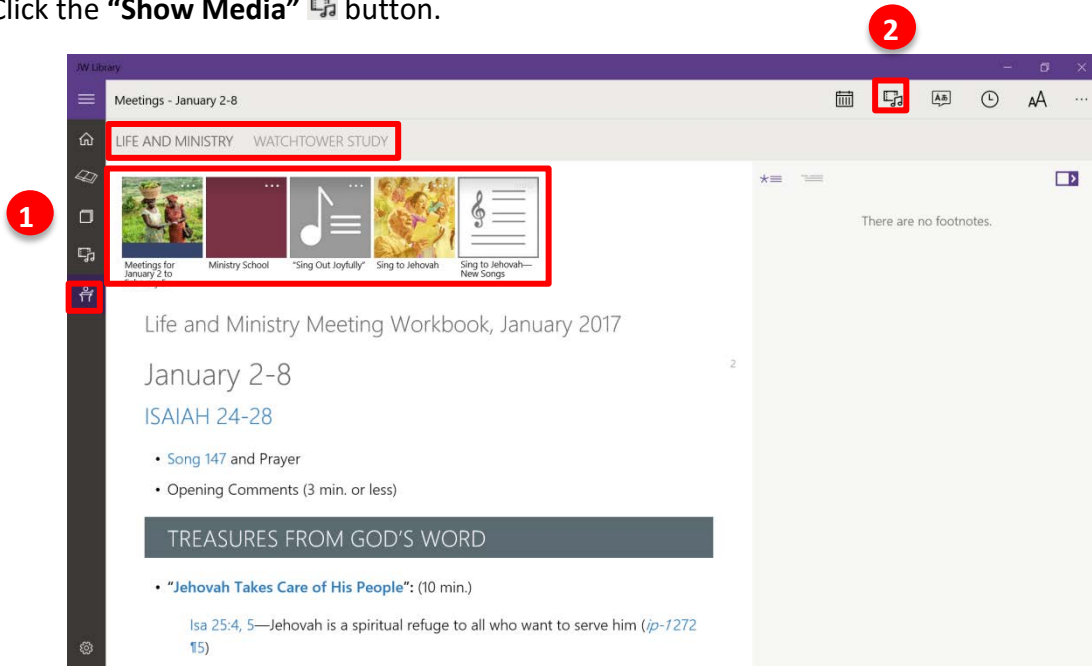 Click the "Show Media" button.
2
JW Library
Meetings - January 2-8
LIFE AND MINISTRY WATCHTOWER STUDY
1
Meetings for
January 2 to
Ministry School
"Sing Out Joyfully"
Sing to Jehovah
Sing to Jehovah—
New Songs
There are no footnotes.
Life and Ministry Meeting Workbook, January 2017
2
January 2-8
ISAIAH 24-28
• Song 147 and Prayer
• Opening Comments (3 min. or less)
TREASURES FROM GOD'S WORD
• "Jehovah Takes Care of His People": (10 min.)
Isa 25:4, 5—Jehovah is a spiritual refuge to all who want to serve him (ip-1 272
¶5)